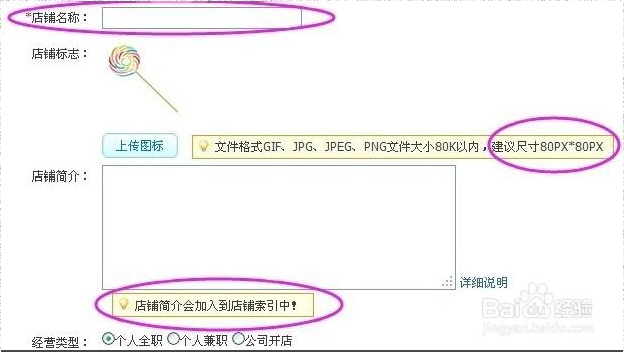 *店铺名称：
店铺标志：
上传图标
文件格式GIF、JPG、JPEG、PNG文件大小80K以内，建议尺寸80PX*80PX
店铺简介：
详细说明
店铺简介会加入到店铺索引中！
经营类型： 个人全职 个人兼职 公司开店
Baidu经验
jingyan.baidu.com